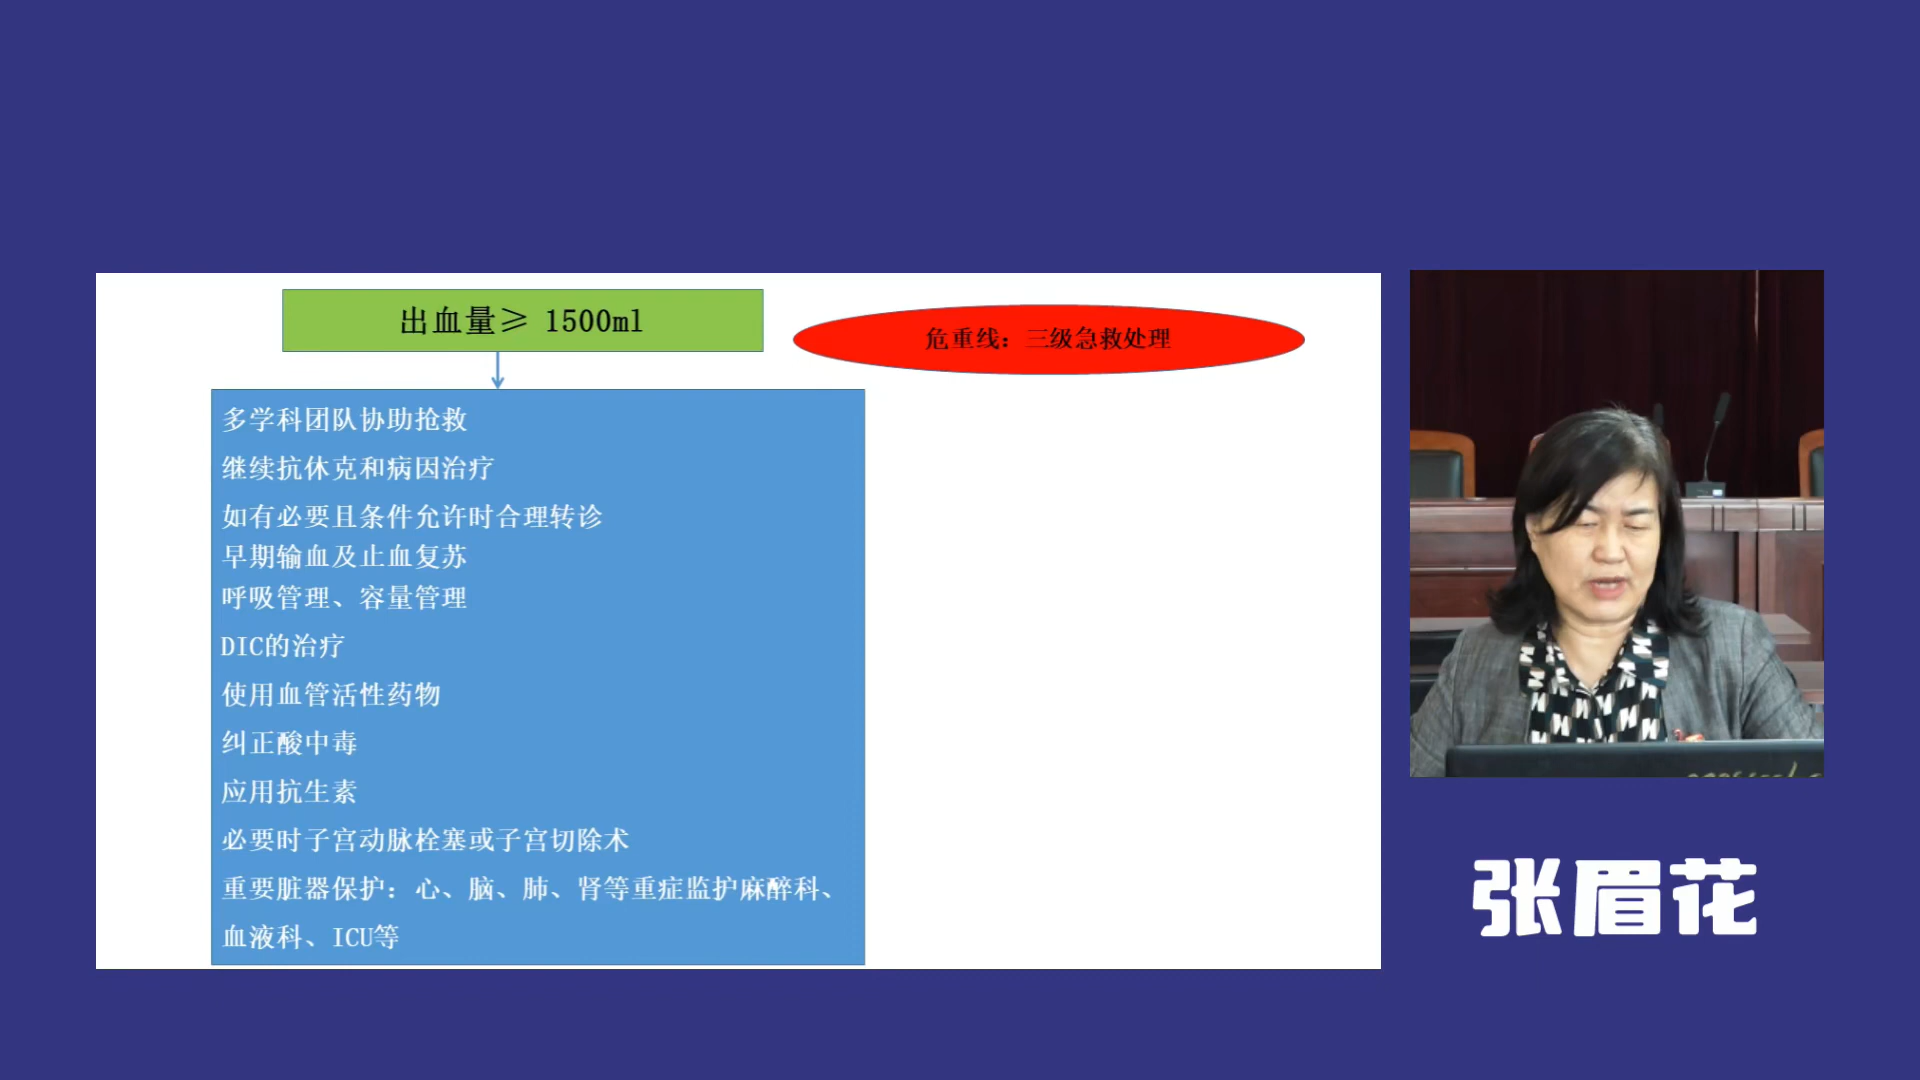 出血量≥ 1500ml
危重线：三级急救处理
多学科团队协助抢救
继续抗休克和病因治疗
如有必要且条件允许时合理转诊
早期输血及止血复苏
呼吸管理、容量管理
DIC的治疗
使用血管活性药物
纠正酸中毒
应用抗生素
必要时子宫动脉栓塞或子宫切除术
重要脏器保护：心、脑、肺、肾等重症监护麻醉科、
血液科、ICU等
张眉花